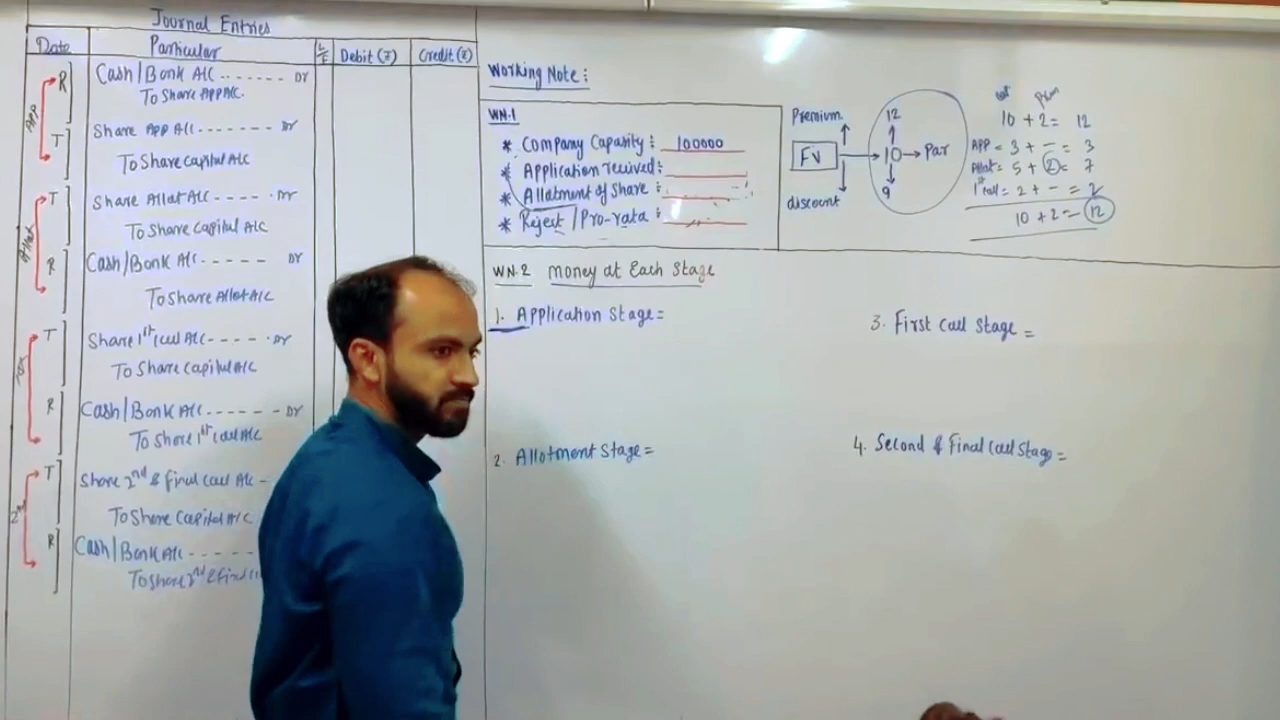 Journal Entries
Date Particular L/F Debit (₹) Credit (₹)
App
R Cash/Bank A/c ------- Dr
To Share App A/c.
T Share App A/c ------- Dr
To Share capital A/c
Allot
T Share Allot A/c ---- . Dr
To Share Capital A/c
R Cash/Bank A/c ----- Dr
To Share Allot A/c
T Share 1st call A/c ---- . Dr
To Share Capital A/c
R Cash/Bank A/c ------ Dr
To Share 1st call A/c
2nd
T Share 2nd & final call A/c -
To Share Capital A/c
R Cash/Bank A/c -----
To Share 2nd & final
Working Note:
WN.1
* Company Capacity: 100000
* Application recived:
* Allotment of Share:
* Reject/Pro-rata:
Premium
FV
discount
12
10 → Par
9
10 + 2 = 12
App = 3 + - = 3
Allot = 5 + 2 = 7
1st call = 2 + - = 2
10 + 2 = 12
WN.2 money at Each Stage
1. Application Stage =
2. Allotment Stage =
3. First Call Stage =
4. Second & Final Call Stage =